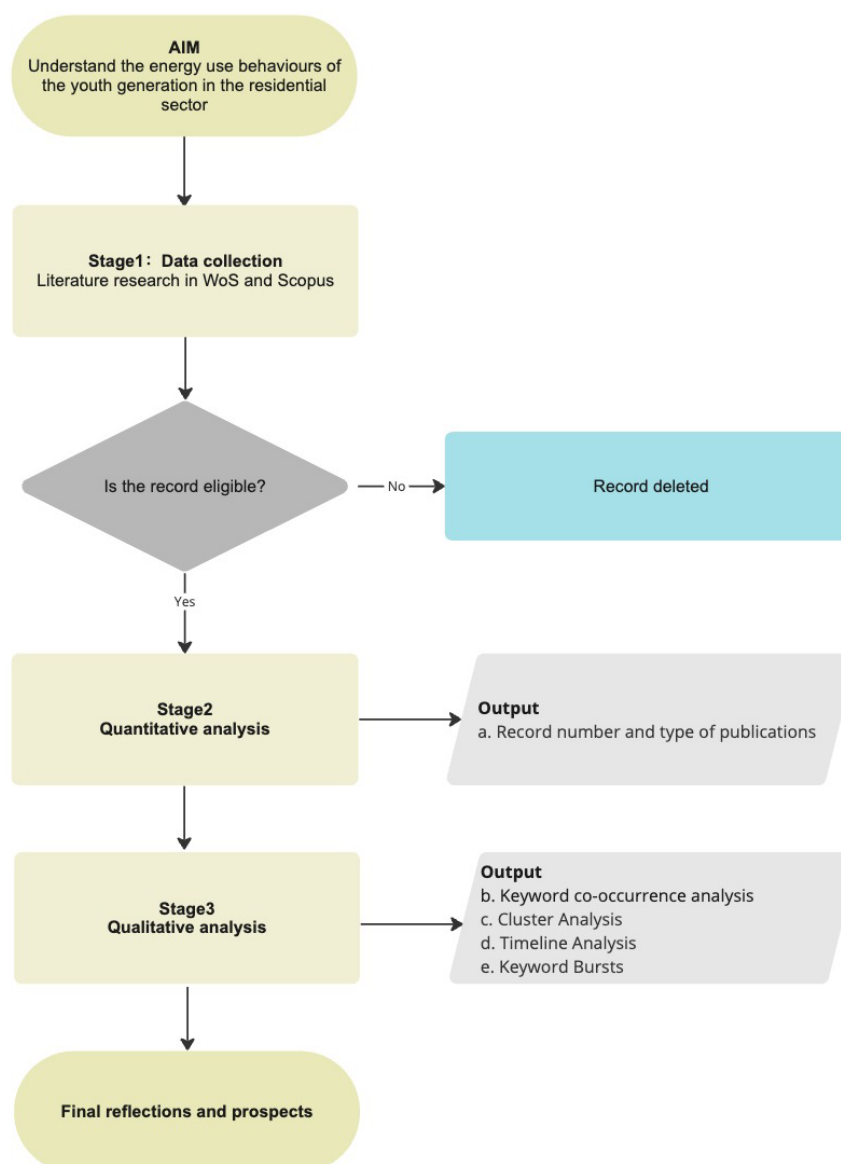 AIM
Understand the energy use behaviours of
the youth generation in the residential
sector
Stage1：Data collection
Literature research in WoS and Scopus
Is the record eligible?
No
Record deleted
Yes
Stage2
Quantitative analysis
Output
a. Record number and type of publications
Stage3
Qualitative analysis
Output
b. Keyword co-occurrence analysis
c. Cluster Analysis
d. Timeline Analysis
e. Keyword Bursts
Final reflections and prospects